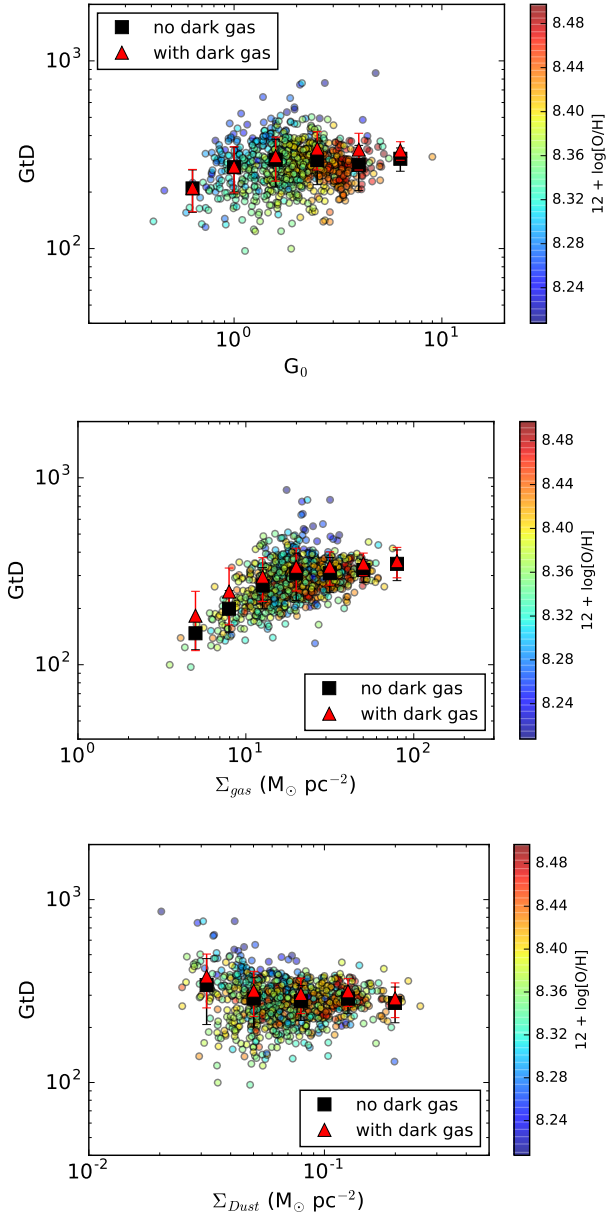 no dark gas
with dark gas
10³
10²
GtD
10⁰
10¹
G₀
8.48
8.44
8.40
8.36
8.32
8.28
8.24
12 + log[O/H]
10³
10²
GtD
no dark gas
with dark gas
10⁰
10¹
10²
Σgas (M⊙ pc⁻²)
8.48
8.44
8.40
8.36
8.32
8.28
8.24
12 + log[O/H]
10³
10²
GtD
no dark gas
with dark gas
10⁻²
10⁻¹
ΣDust (M⊙ pc⁻²)
8.48
8.44
8.40
8.36
8.32
8.28
8.24
12 + log[O/H]